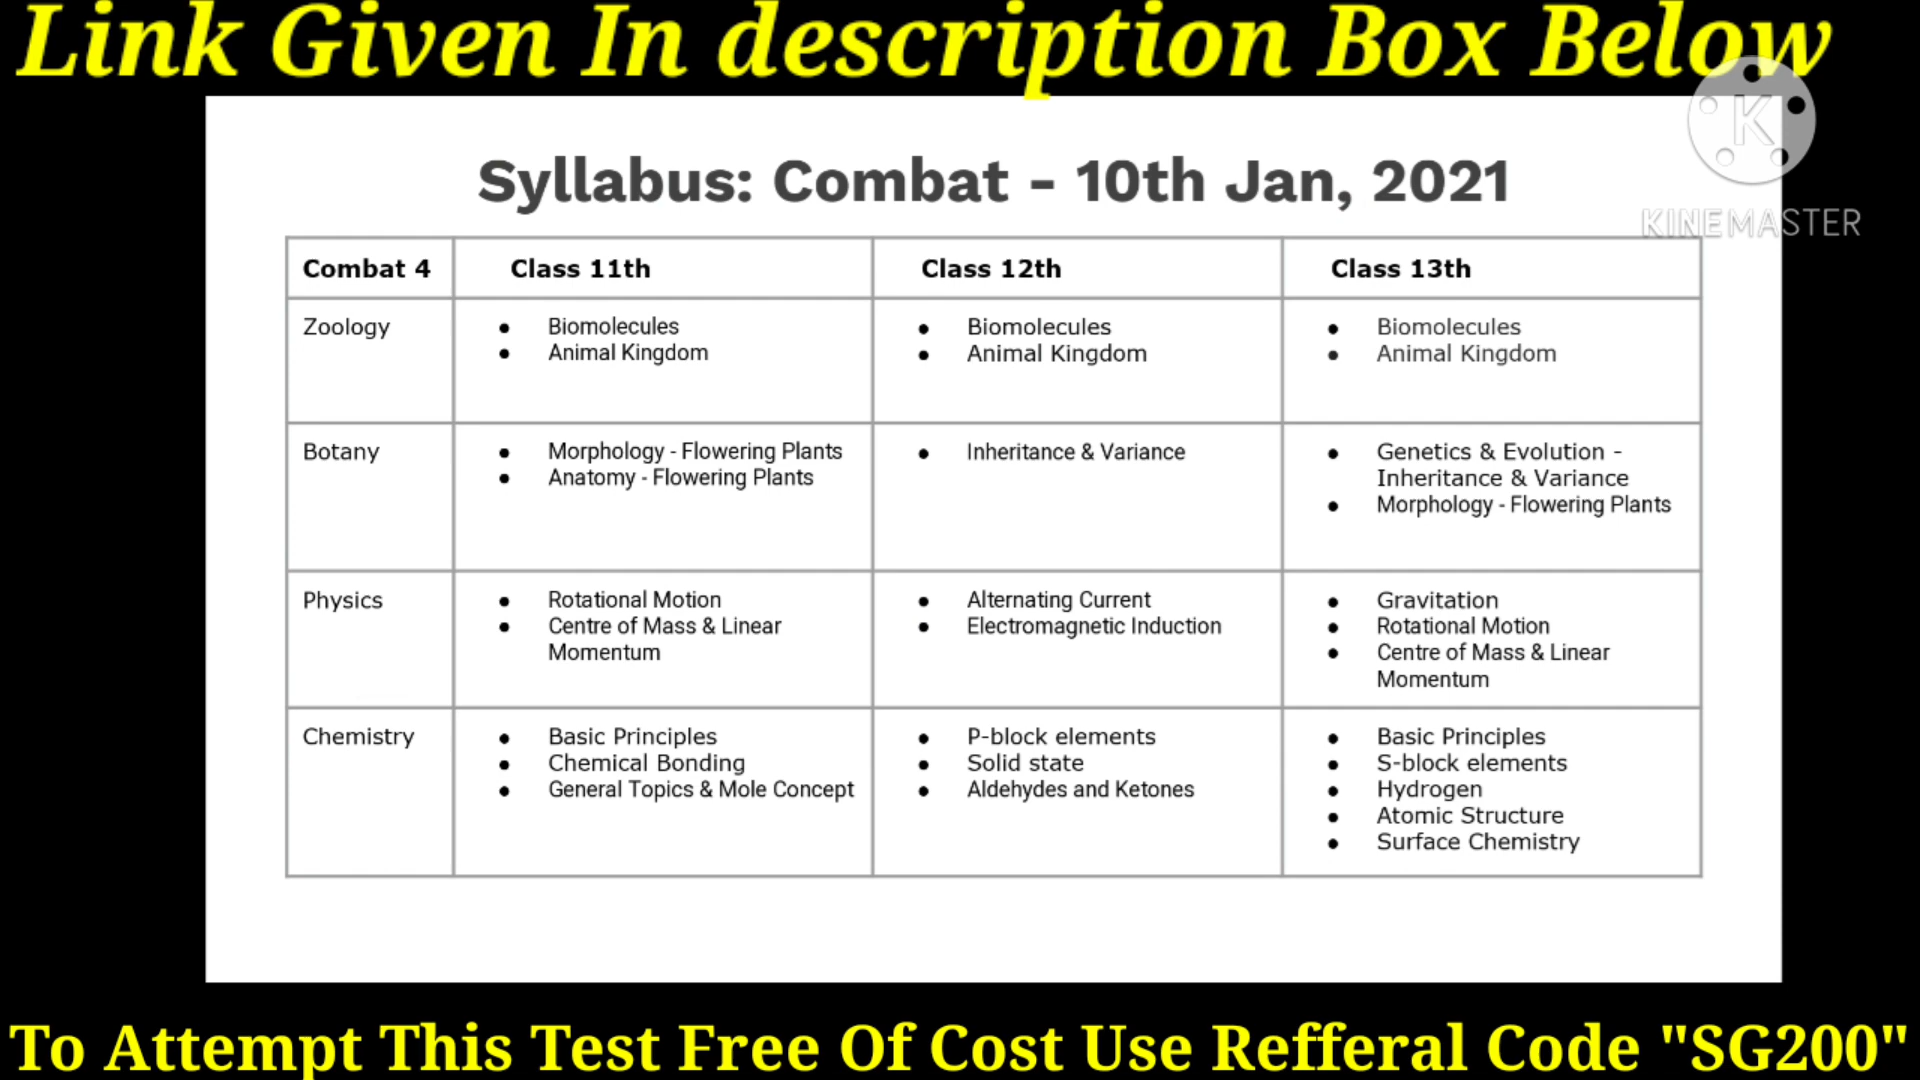 Link Given In description Box Below
K
KINEMASTER
Syllabus: Combat - 10th Jan, 2021
Combat 4 Class 11th Class 12th Class 13th
Zoology
Biomolecules
Animal Kingdom
Biomolecules
Animal Kingdom
Biomolecules
Animal Kingdom
Botany
Morphology - Flowering Plants
Anatomy - Flowering Plants
Inheritance & Variance
Genetics & Evolution -
Inheritance & Variance
Morphology - Flowering Plants
Physics
Rotational Motion
Centre of Mass & Linear
Momentum
Alternating Current
Electromagnetic Induction
Gravitation
Rotational Motion
Centre of Mass & Linear
Momentum
Chemistry
Basic Principles
Chemical Bonding
General Topics & Mole Concept
P-block elements
Solid state
Aldehydes and Ketones
Basic Principles
S-block elements
Hydrogen
Atomic Structure
Surface Chemistry
To Attempt This Test Free Of Cost Use Refferal Code "SG200"